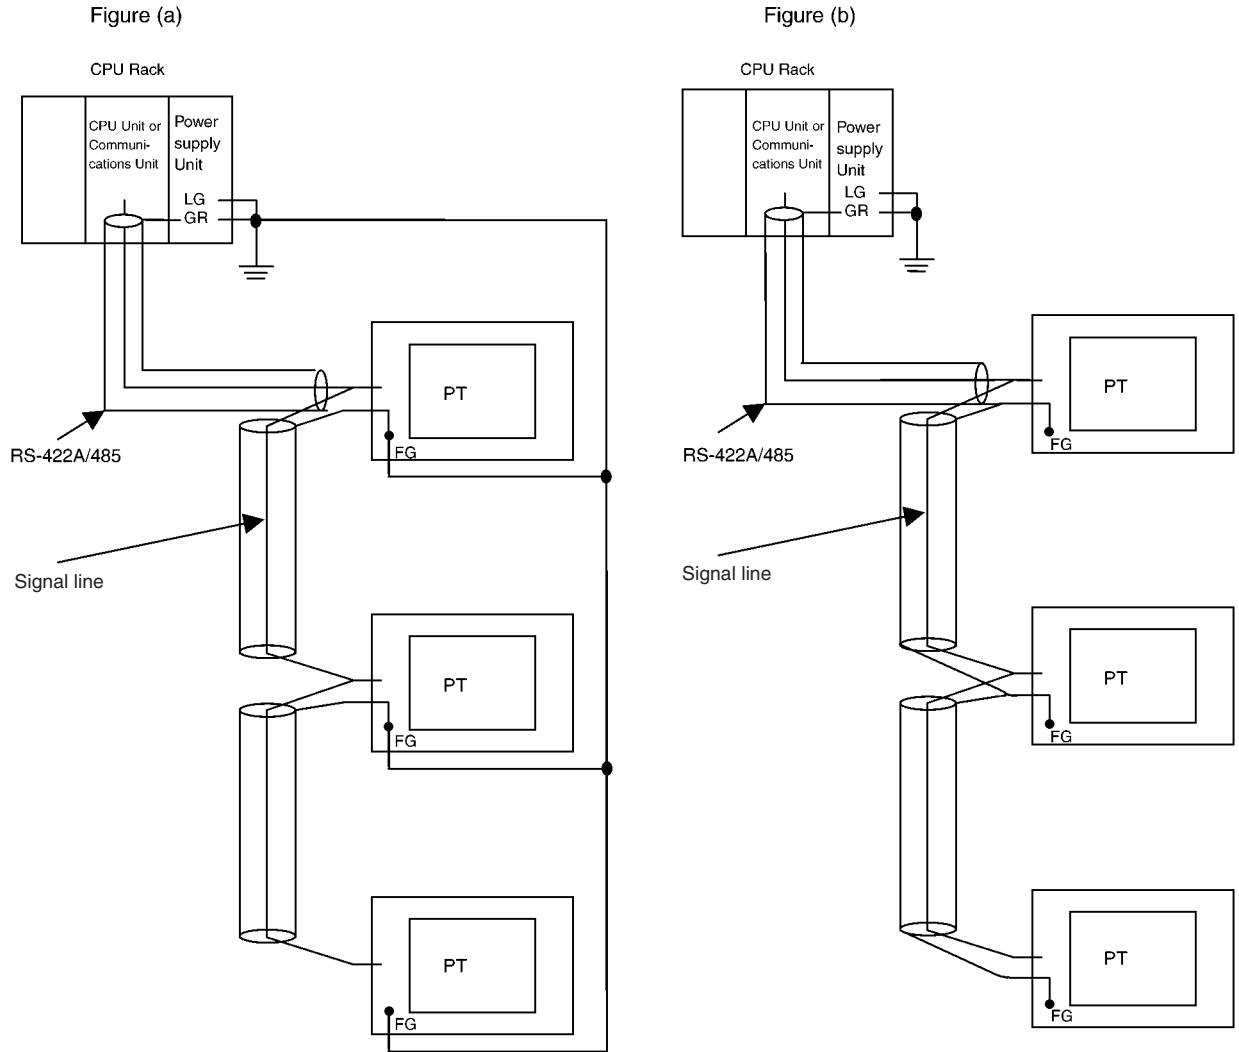 Figure (a)
CPU Rack
CPU Unit or
Communi-
cations Unit
Power
supply
Unit
LG
GR
PT
FG
RS-422A/485
Signal line
PT
FG
PT
FG
Figure (b)
CPU Rack
CPU Unit or
Communi-
cations Unit
Power
supply
Unit
LG
GR
PT
FG
RS-422A/485
Signal line
PT
FG
PT
FG